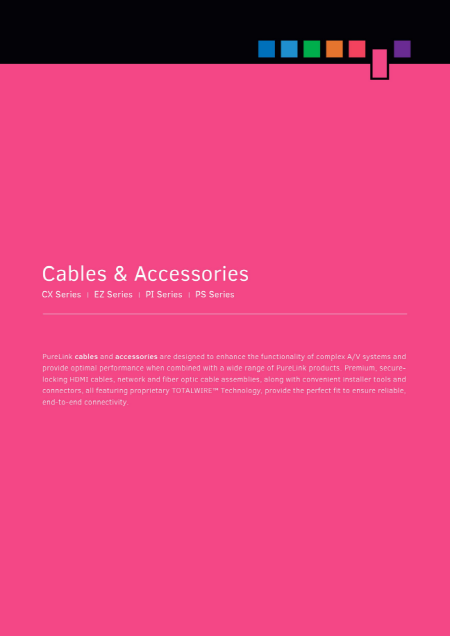 Cables & Accessories
CX Series | EZ Series | PI Series | PS Series
PureLink cables and accessories are designed to enhance the functionality of complex A/V systems and
provide optimal performance when combined with a wide range of PureLink products. Premium, secure-
locking HDMI cables, network and fiber optic cable assemblies, along with convenient installer tools and
connectors, all featuring proprietary TOTALWIRE™ Technology, provide the perfect fit to ensure reliable,
end-to-end connectivity.